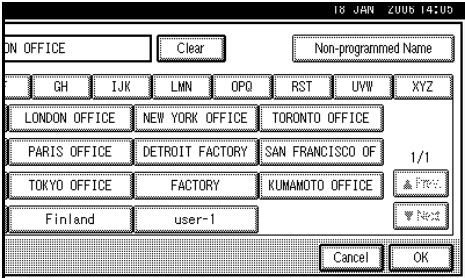 18 JAN 2006 14:05
ON OFFICE Clear Non-programmed Name
GH IJK LMN OPQ RST UVW XYZ
LONDON OFFICE NEW YORK OFFICE TORONTO OFFICE
PARIS OFFICE DETROIT FACTORY SAN FRANCISCO OF 1/1
TOKYO OFFICE FACTORY KUMAMOTO OFFICE ▲ Prev.
Finland user-1 ▼ Next
Cancel OK